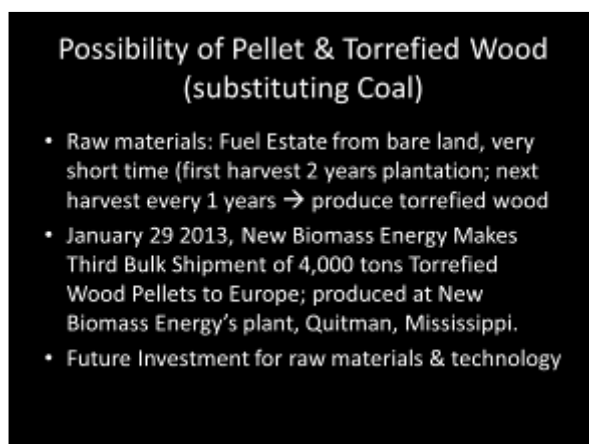 Possibility of Pellet & Torrefied Wood
(substituting Coal)
• Raw materials: Fuel Estate from bare land, very
short time (first harvest 2 years plantation; next
harvest every 1 years → produce torrefied wood
• January 29 2013, New Biomass Energy Makes
Third Bulk Shipment of 4,000 tons Torrefied
Wood Pellets to Europe; produced at New
Biomass Energy's plant, Quitman, Mississippi.
• Future Investment for raw materials & technology